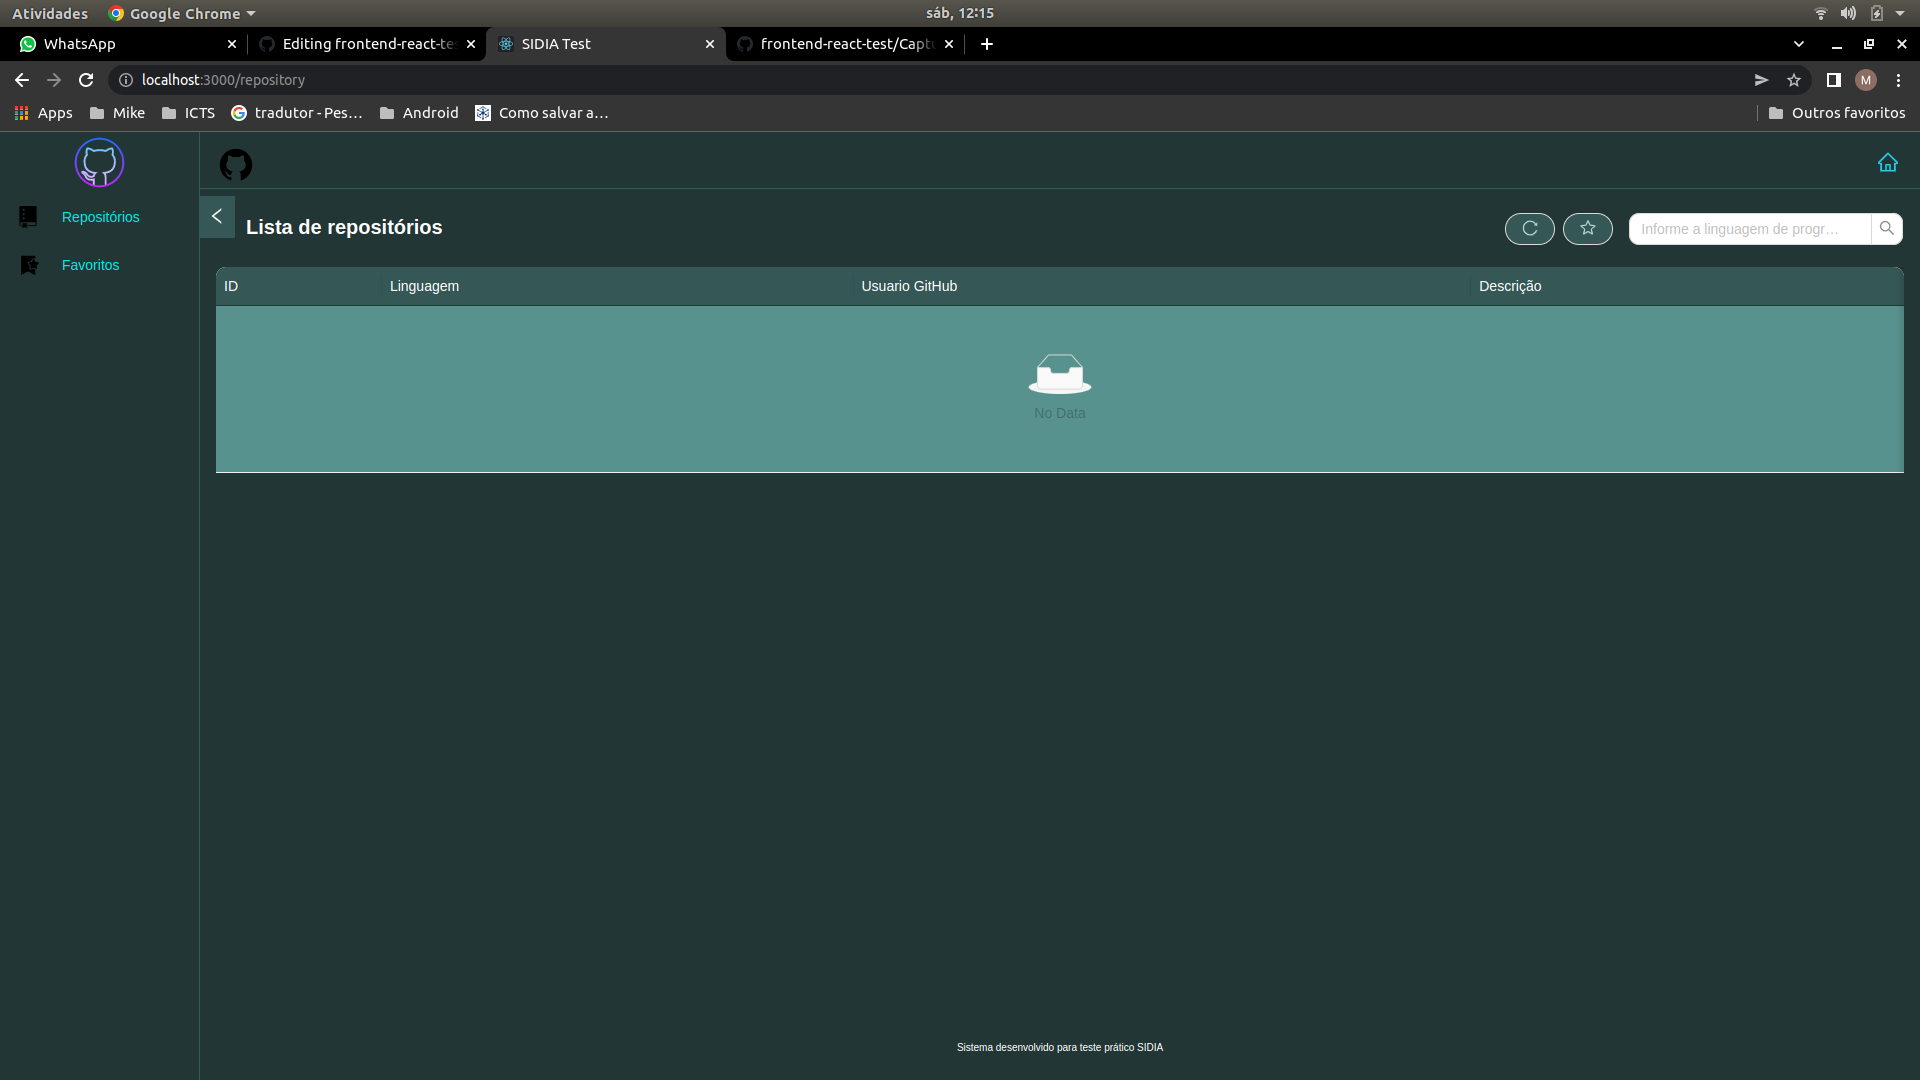 Atividades Google Chrome sáb, 12:15
WhatsApp Editing frontend-react-te SIDIA Test frontend-react-test/Captu
localhost:3000/repository M
Apps Mike ICTS tradutor - Pes… Android Como salvar a… Outros favoritos
Repositórios
Favoritos
Lista de repositórios
Informe a linguagem de progr…
ID Linguagem Usuario GitHub Descrição
No Data
Sistema desenvolvido para teste prático SIDIA